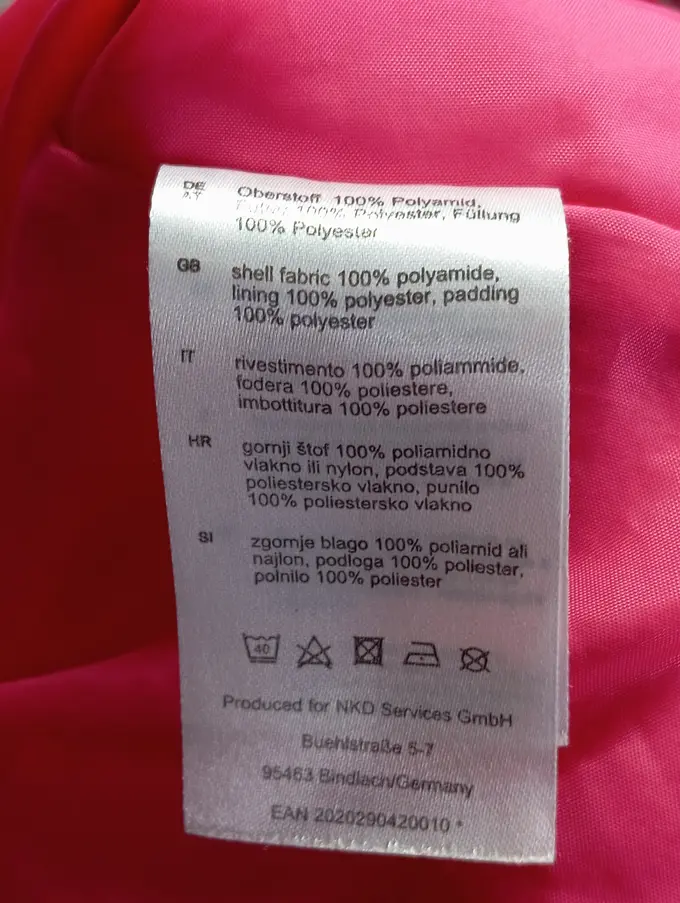 DE
AT
Oberstoff 100% Polyamid,
Futter 100% Polyester, Füllung
100% Polyester
GB
shell fabric 100% polyamide,
lining 100% polyester, padding
100% polyester
IT
rivestimento 100% poliammide,
fodera 100% poliestere,
imbottitura 100% poliestere
HR
gornji štof 100% poliamidno
vlakno ili nylon, podstava 100%
poliestersko vlakno, punilo
100% poliestersko vlakno
SI
zgornje blago 100% poliamid ali
najlon, podloga 100% poliester,
polnilo 100% poliester
40
Produced for NKD Services GmbH
Buehlstraße 5-7
95463 Bindlach/Germany
EAN 2020290420010 *